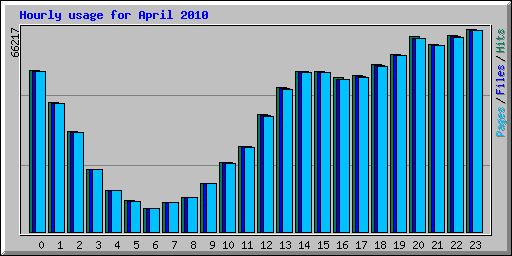 Hourly usage for April 2010
66217
Pages / Files / Hits
0 1 2 3 4 5 6 7 8 9 10 11 12 13 14 15 16 17 18 19 20 21 22 23